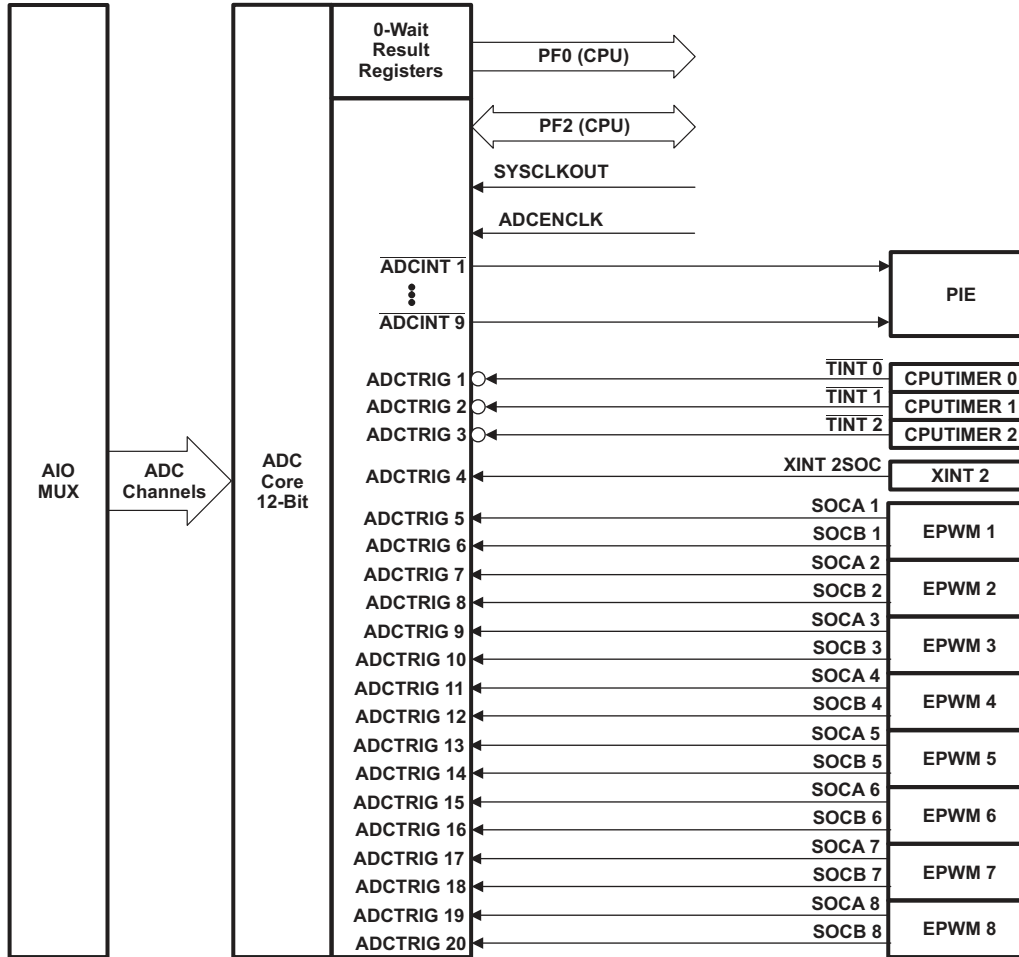 0-Wait
Result
Registers
PF0 (CPU)
PF2 (CPU)
SYSCLKOUT
ADCENCLK
ADCINT 1
ADCINT 9
PIE
ADCTRIG 1
TINT 0
CPUTIMER 0
ADCTRIG 2
TINT 1
CPUTIMER 1
ADCTRIG 3
TINT 2
CPUTIMER 2
AIO
MUX
ADC
Channels
ADC
Core
12-Bit
ADCTRIG 4
XINT 2SOC
XINT 2
ADCTRIG 5
SOCA 1
ADCTRIG 6
SOCB 1
EPWM 1
ADCTRIG 7
SOCA 2
ADCTRIG 8
SOCB 2
EPWM 2
ADCTRIG 9
SOCA 3
ADCTRIG 10
SOCB 3
EPWM 3
ADCTRIG 11
SOCA 4
ADCTRIG 12
SOCB 4
EPWM 4
ADCTRIG 13
SOCA 5
ADCTRIG 14
SOCB 5
EPWM 5
ADCTRIG 15
SOCA 6
ADCTRIG 16
SOCB 6
EPWM 6
ADCTRIG 17
SOCA 7
ADCTRIG 18
SOCB 7
EPWM 7
ADCTRIG 19
SOCA 8
ADCTRIG 20
SOCB 8
EPWM 8